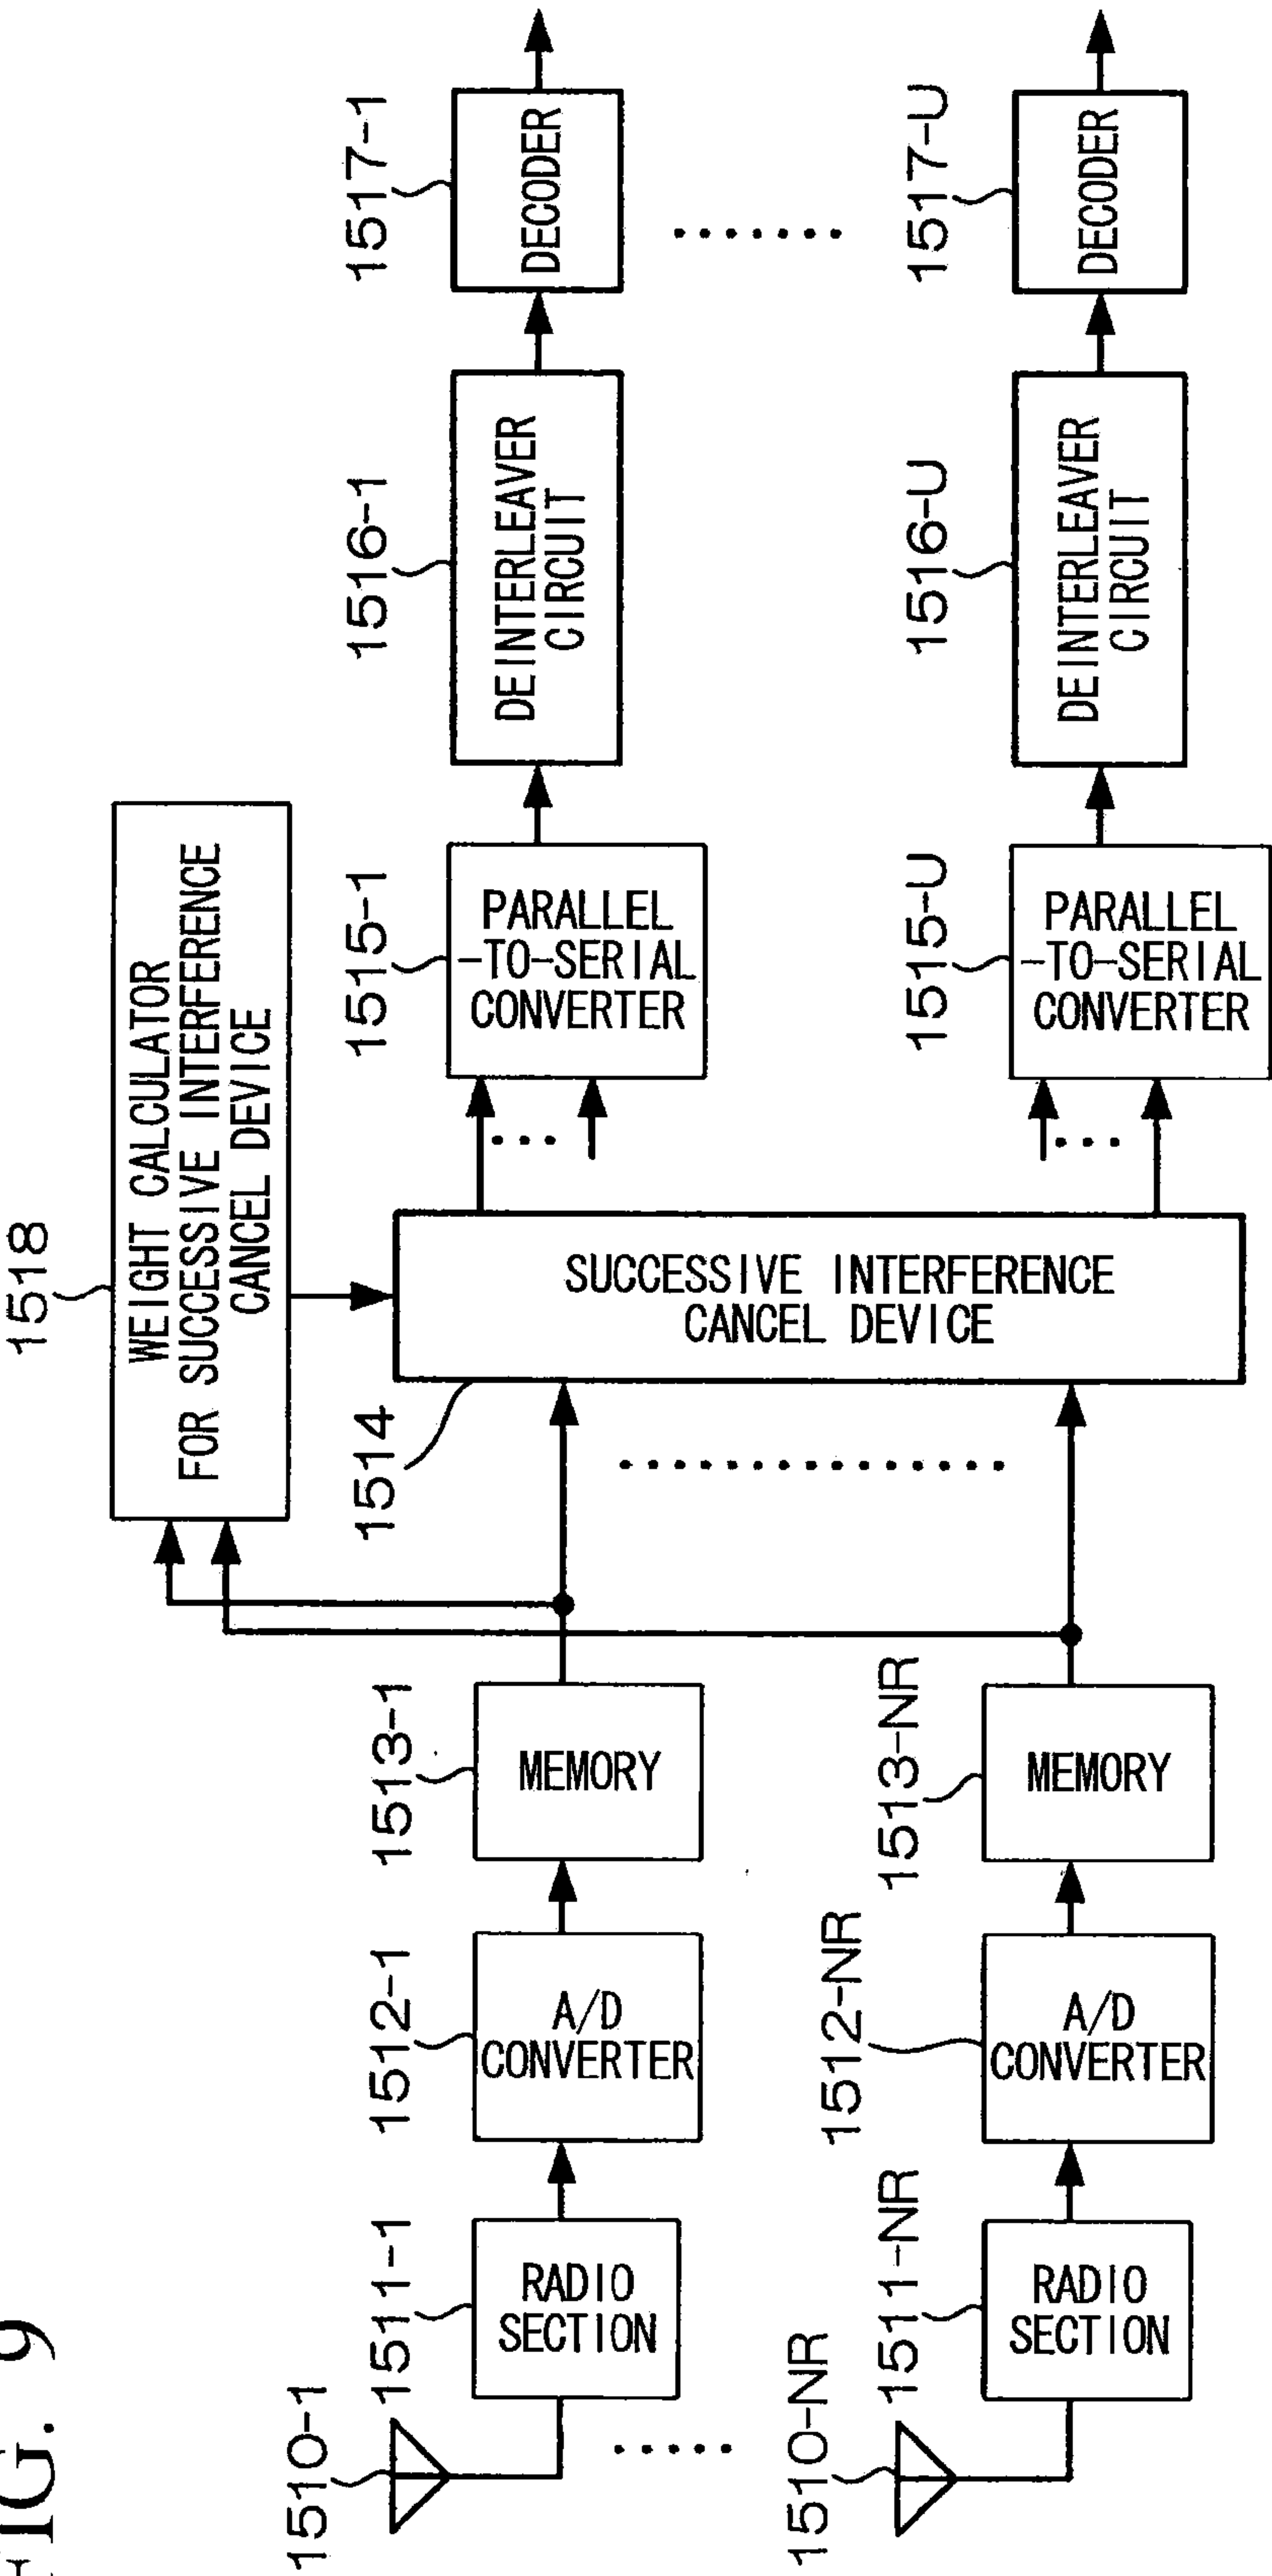 FIG. 9
1518
WEIGHT CALCULATOR
FOR SUCCESSIVE INTERFERENCE
CANCEL DEVICE
1510-1
1511-1
RADIO
SECTION
1512-1
A/D
CONVERTER
1513-1
MEMORY
1514
SUCCESSIVE INTERFERENCE
CANCEL DEVICE
1515-1
PARALLEL
-TO-SERIAL
CONVERTER
1516-1
DEINTERLEAVER
CIRCUIT
1517-1
DECODER
1510-NR
1511-NR
RADIO
SECTION
1512-NR
A/D
CONVERTER
1513-NR
MEMORY
1515-U
PARALLEL
-TO-SERIAL
CONVERTER
1516-U
DEINTERLEAVER
CIRCUIT
1517-U
DECODER